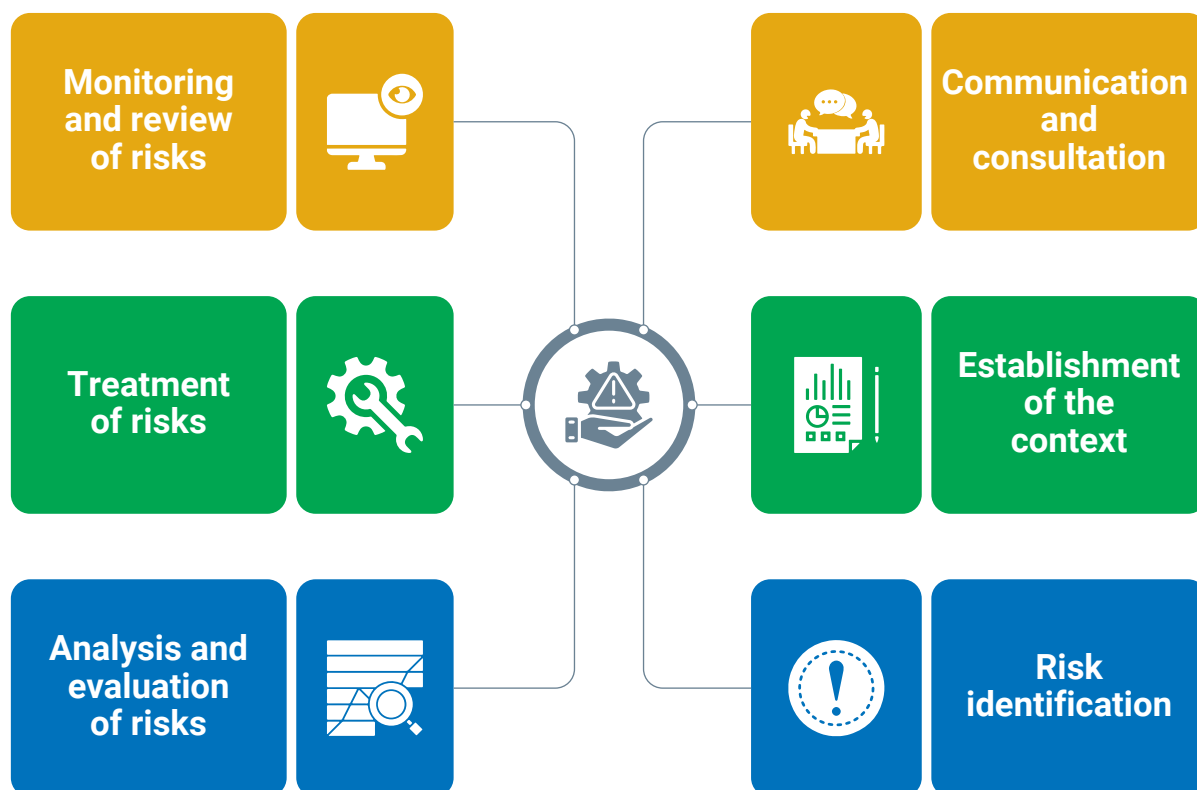 Monitoring
and review
of risks
Communication
and
consultation
Treatment
of risks
Establishment
of the
context
Analysis and
evaluation
of risks
Risk
identification